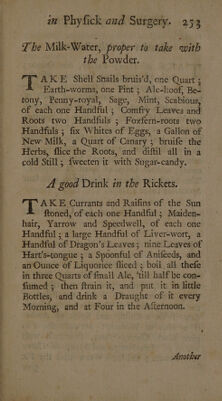 in Phyſick and Surgery. 253
The Milk-Water, proper to take with
the Powder.
TAKE Shell Snails bruis'd, one Quart;
Earth-worms, one Pint; Ale-hoof, Be-
tony, Penny-royal, Sage, Mint, Scabious,
of each one Handful; Comfry Leaves and
Roots two Handfuls; Foxfern-roots two
Handfuls; ſix Whites of Eggs, a Gallon of
New Milk, a Quart of Canary; bruiſe the
Herbs, ſlice the Roots, and diſtil all in a
cold Still; ſweeten it with Sugar-candy.
A good Drink in the Rickets.
TAKE Currants and Raiſins of the Sun
ſtoned, of each one Handful; Maiden-
hair, Yarrow and Speedwell, of each one
Handful; a large Handful of Liver-wort, a
Handful of Dragon's Leaves; nine Leaves of
Hart's-tongue; a Spoonful of Aniſeeds, and
an Ounce of Liquorice ſliced; boil all theſe
in three Quarts of ſmall Ale, 'till half be con-
ſumed; then ſtrain it, and put it in little
Bottles, and drink a Draught of it every
Morning, and at Four in the Afternoon.
Another